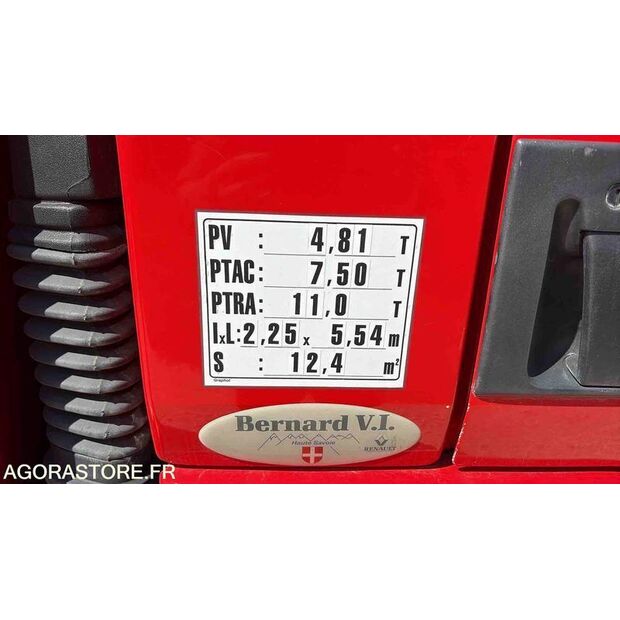 PV : 4,81 T
PTAC: 7,50 T
PTRA: 11,0 T
lxL: 2,25 x 5,54 m
S : 12,4 m²
Graphof
Bernard V.I.
Haute Savoie
RENAULT
AGORASTORE.FR